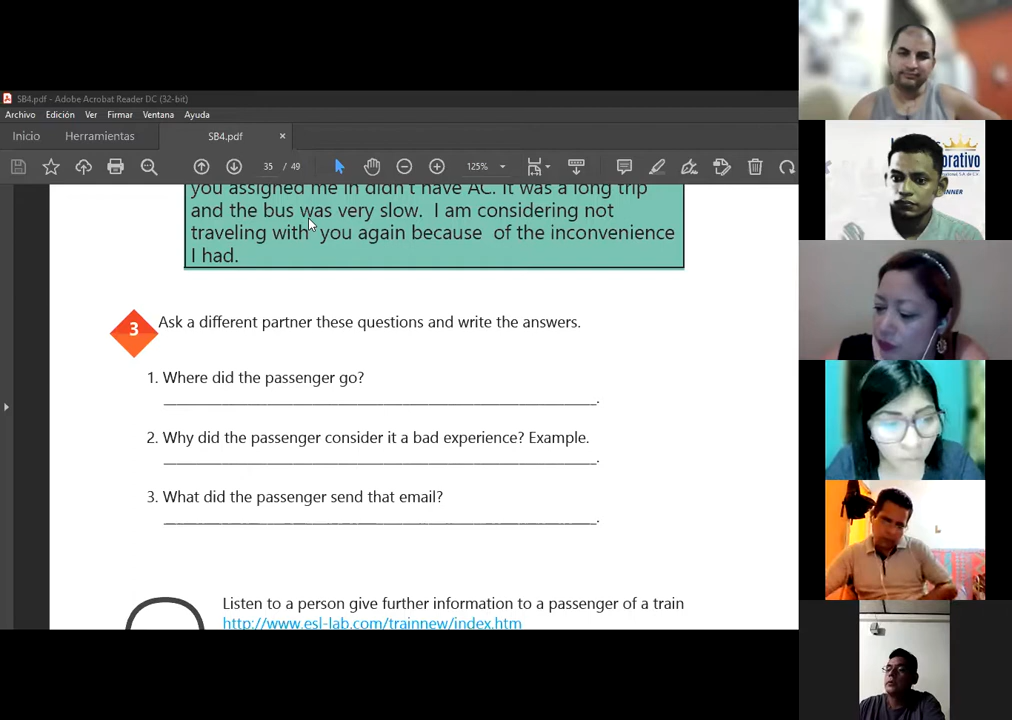 SB4.pdf - Adobe Acrobat Reader DC (32-bit)
Archivo Edición Ver Firmar Ventana Ayuda
Inicio Herramientas SB4.pdf ×
35 / 49 125%
you assigned me in didn't have AC. It was a long trip
and the bus was very slow. I am considering not
traveling with you again because of the inconvenience
I had.
3 Ask a different partner these questions and write the answers.
1. Where did the passenger go?
2. Why did the passenger consider it a bad experience? Example.
3. What did the passenger send that email?
Listen to a person give further information to a passenger of a train
http://www.esl-lab.com/trainnew/index.htm